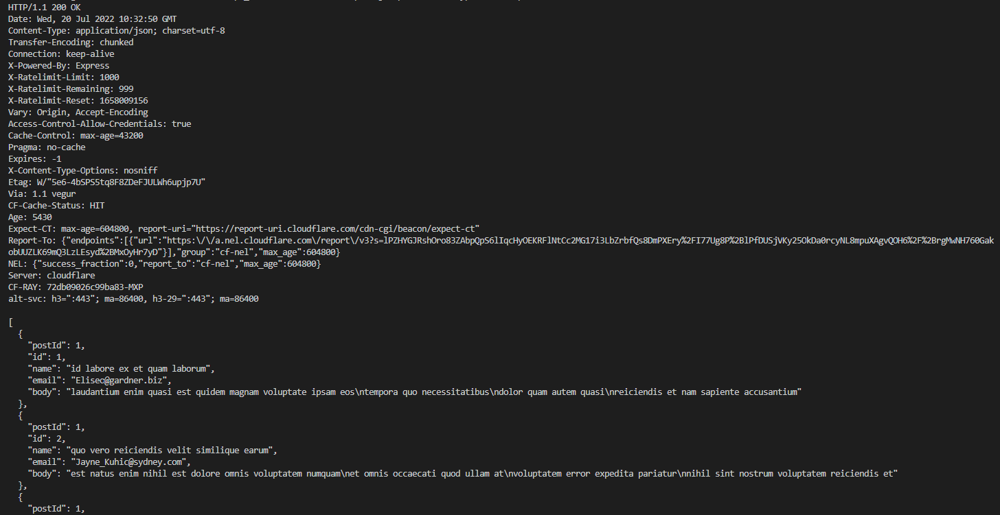 HTTP/1.1 200 OK
Date: Wed, 20 Jul 2022 10:32:50 GMT
Content-Type: application/json; charset=utf-8
Transfer-Encoding: chunked
Connection: keep-alive
X-Powered-By: Express
X-Ratelimit-Limit: 1000
X-Ratelimit-Remaining: 999
X-Ratelimit-Reset: 1658009156
Vary: Origin, Accept-Encoding
Access-Control-Allow-Credentials: true
Cache-Control: max-age=43200
Pragma: no-cache
Expires: -1
X-Content-Type-Options: nosniff
Etag: W/"5e6-4bSPS5tq8F8ZDeFJULWh6upjp7U"
Via: 1.1 vegur
CF-Cache-Status: HIT
Age: 5430
Expect-CT: max-age=604800, report-uri="https://report-uri.cloudflare.com/cdn-cgi/beacon/expect-ct"
Report-To: {"endpoints":[{"url":"https:\/\/a.nel.cloudflare.com\/report\/v3?s=lPZHYGJRshOro83ZAbpQpS6lIqcHyOEKRFlNtCc2MG17i3LbZrbfQs8DmPXEry%2FI77Ug8P%2BlPfDUSjVKy25OkDa0rcyNL8mpuXAgvQOH6%2F%2BrgMwNH760Gak
obUUZLK69mQ3LzLEsyd%2BMxOyHr7yD"}],"group":"cf-nel","max_age":604800}
NEL: {"success_fraction":0,"report_to":"cf-nel","max_age":604800}
Server: cloudflare
CF-RAY: 72db09026c99ba83-MXP
alt-svc: h3=":443"; ma=86400, h3-29=":443"; ma=86400
[
{
"postId": 1,
"id": 1,
"name": "id labore ex et quam laborum",
"email": "Eliseo@gardner.biz",
"body": "laudantium enim quasi est quidem magnam voluptate ipsam eos\ntempora quo necessitatibus\ndolor quam autem quasi\nreiciendis et nam sapiente accusantium"
},
{
"postId": 1,
"id": 2,
"name": "quo vero reiciendis velit similique earum",
"email": "Jayne_Kuhic@sydney.com",
"body": "est natus enim nihil est dolore omnis voluptatem numquam\net omnis occaecati quod ullam at\nvoluptatem error expedita pariatur\nnihil sint nostrum voluptatem reiciendis et"
},
{
"postId": 1,